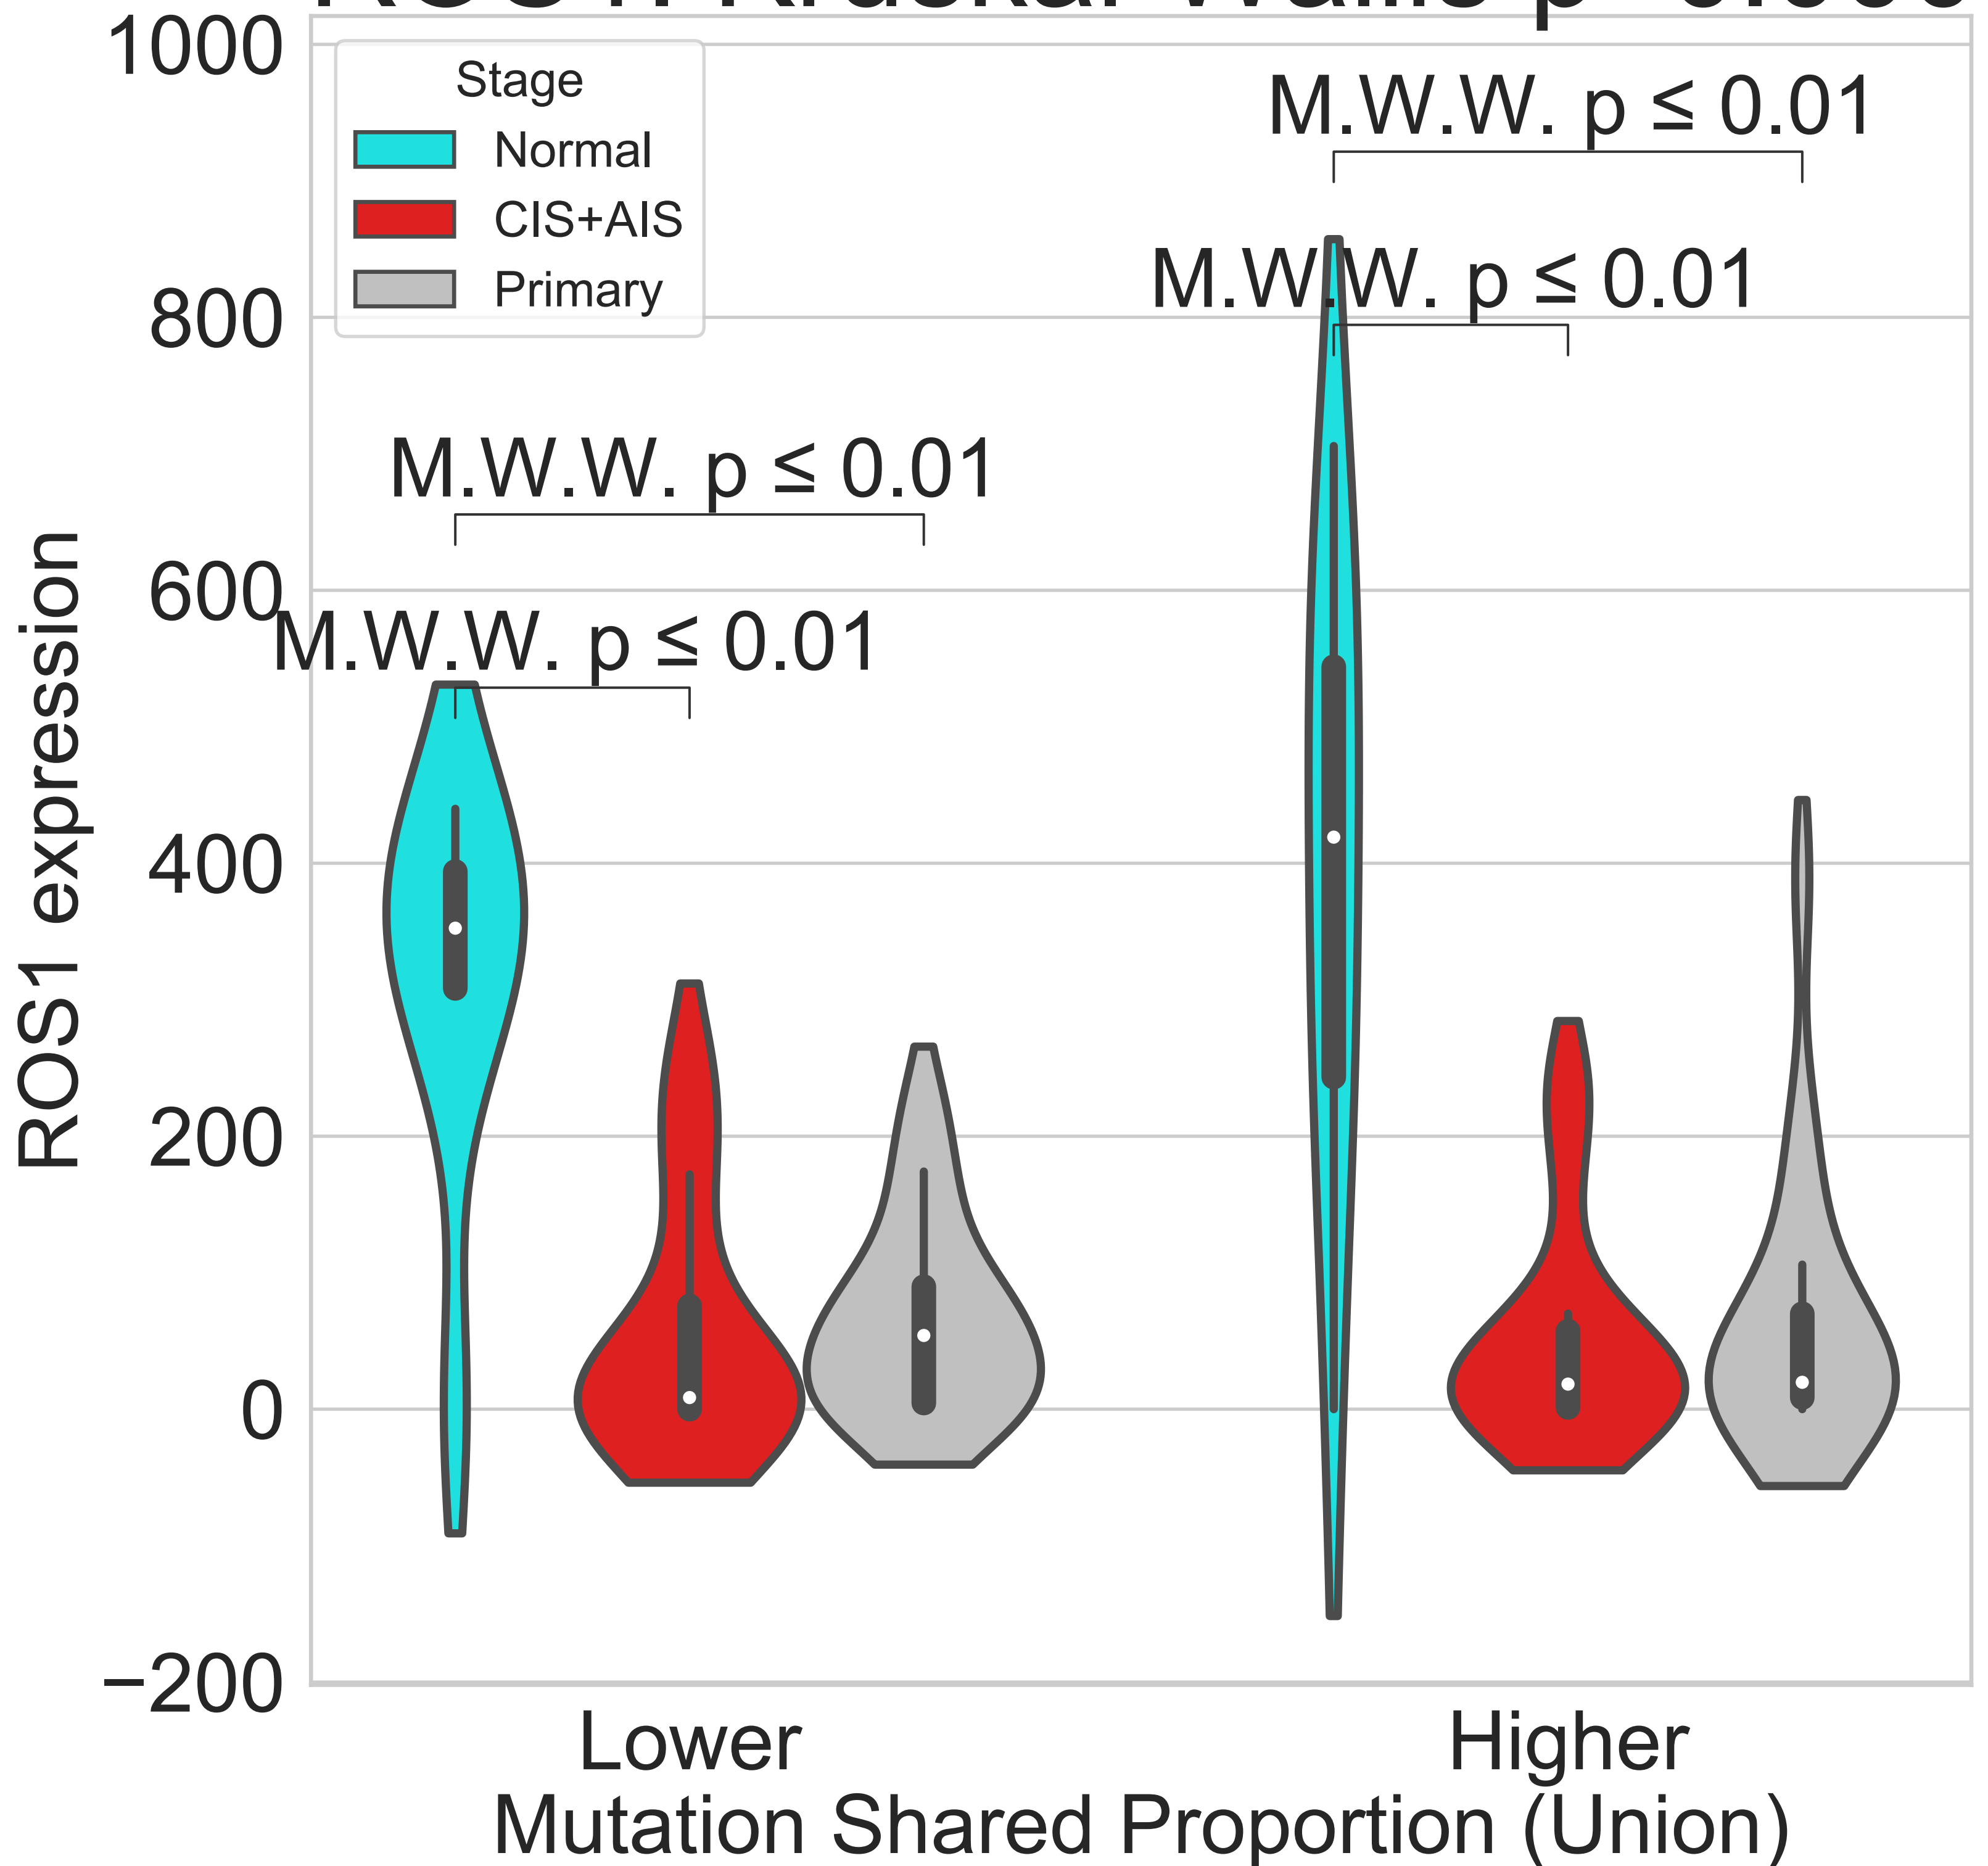 1000
800
600
400
200
0
−200
ROS1 expression
Stage
Normal
CIS+AIS
Primary
M.W.W. p ≤ 0.01
M.W.W. p ≤ 0.01
M.W.W. p ≤ 0.01
M.W.W. p ≤ 0.01
Lower
Higher
Mutation Shared Proportion (Union)